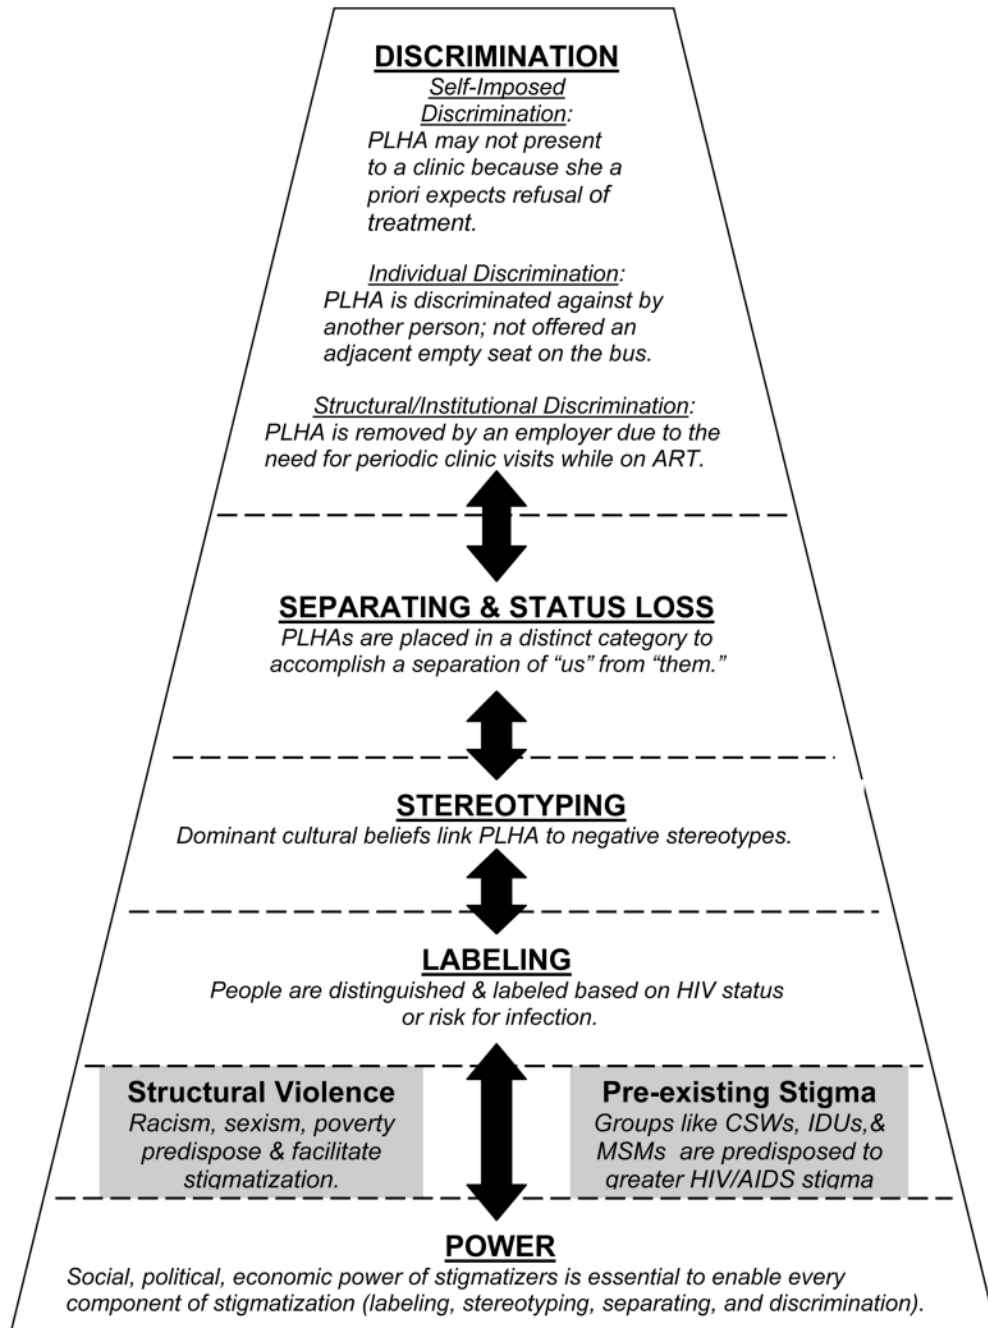 DISCRIMINATION
Self-Imposed
Discrimination:
PLHA may not present
to a clinic because she a
priori expects refusal of
treatment.
Individual Discrimination:
PLHA is discriminated against by
another person; not offered an
adjacent empty seat on the bus.
Structural/Institutional Discrimination:
PLHA is removed by an employer due to the
need for periodic clinic visits while on ART.
SEPARATING & STATUS LOSS
PLHAs are placed in a distinct category to
accomplish a separation of “us” from “them.”
STEREOTYPING
Dominant cultural beliefs link PLHA to negative stereotypes.
LABELING
People are distinguished & labeled based on HIV status
or risk for infection.
Structural Violence
Racism, sexism, poverty
predispose & facilitate
stigmatization.
Pre-existing Stigma
Groups like CSWs, IDUs,&
MSMs are predisposed to
greater HIV/AIDS stigma
POWER
Social, political, economic power of stigmatizers is essential to enable every
component of stigmatization (labeling, stereotyping, separating, and discrimination).